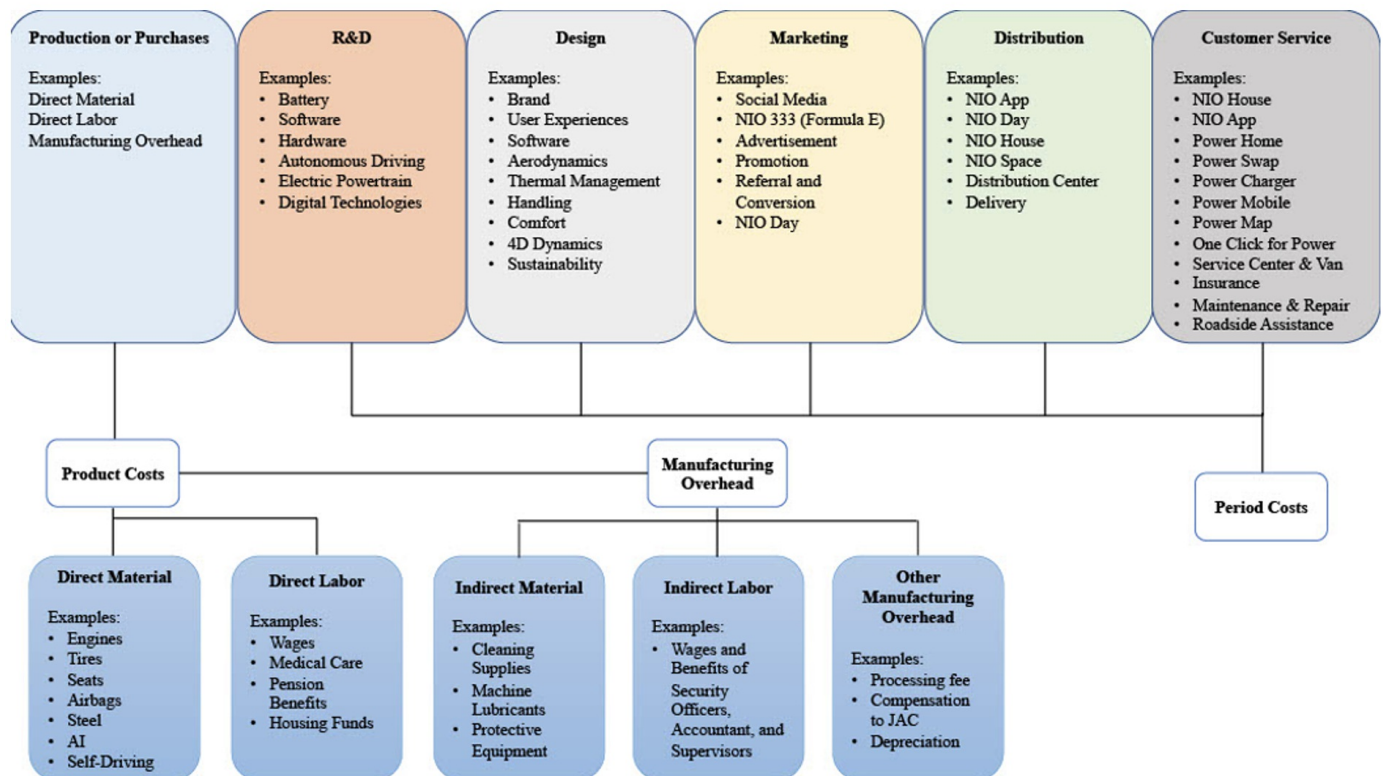 Production or Purchases
Examples:
Direct Material
Direct Labor
Manufacturing Overhead
R&D
Examples:
• Battery
• Software
• Hardware
• Autonomous Driving
• Electric Powertrain
• Digital Technologies
Design
Examples:
• Brand
• User Experiences
• Software
• Aerodynamics
• Thermal Management
• Handling
• Comfort
• 4D Dynamics
• Sustainability
Marketing
Examples:
• Social Media
• NIO 333 (Formula E)
• Advertisement
• Promotion
• Referral and
Conversion
• NIO Day
Distribution
Examples:
• NIO App
• NIO Day
• NIO House
• NIO Space
• Distribution Center
• Delivery
Customer Service
Examples:
• NIO House
• NIO App
• Power Home
• Power Swap
• Power Charger
• Power Mobile
• Power Map
• One Click for Power
• Service Center & Van
• Insurance
• Maintenance & Repair
• Roadside Assistance
Product Costs
Manufacturing
Overhead
Period Costs
Direct Material
Examples:
• Engines
• Tires
• Seats
• Airbags
• Steel
• AI
• Self-Driving
Direct Labor
Examples:
• Wages
• Medical Care
• Pension
Benefits
• Housing Funds
Indirect Material
Examples:
• Cleaning
Supplies
• Machine
Lubricants
• Protective
Equipment
Indirect Labor
Examples:
• Wages and
Benefits of
Security
Officers,
Accountant, and
Supervisors
Other
Manufacturing
Overhead
Examples:
• Processing fee
• Compensation
to JAC
• Depreciation